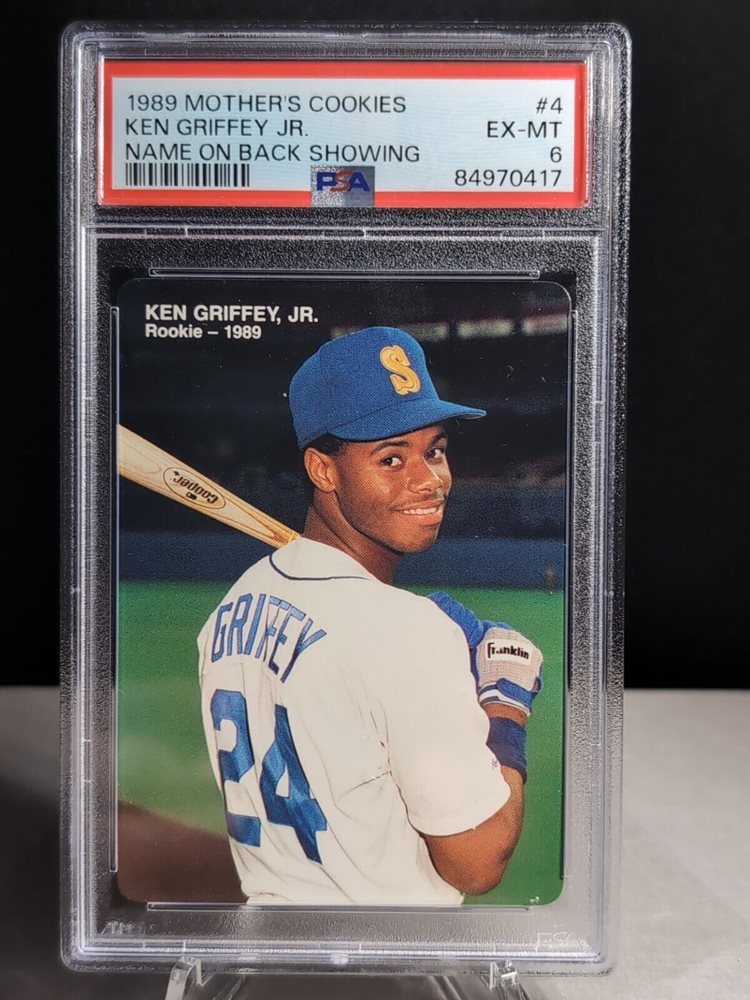 1989 MOTHER'S COOKIES #4
KEN GRIFFEY JR. EX-MT
NAME ON BACK SHOWING 6
PSA 84970417
KEN GRIFFEY, JR.
Rookie – 1989
S
Cooper
GRIFFEY
Franklin
24
PSA